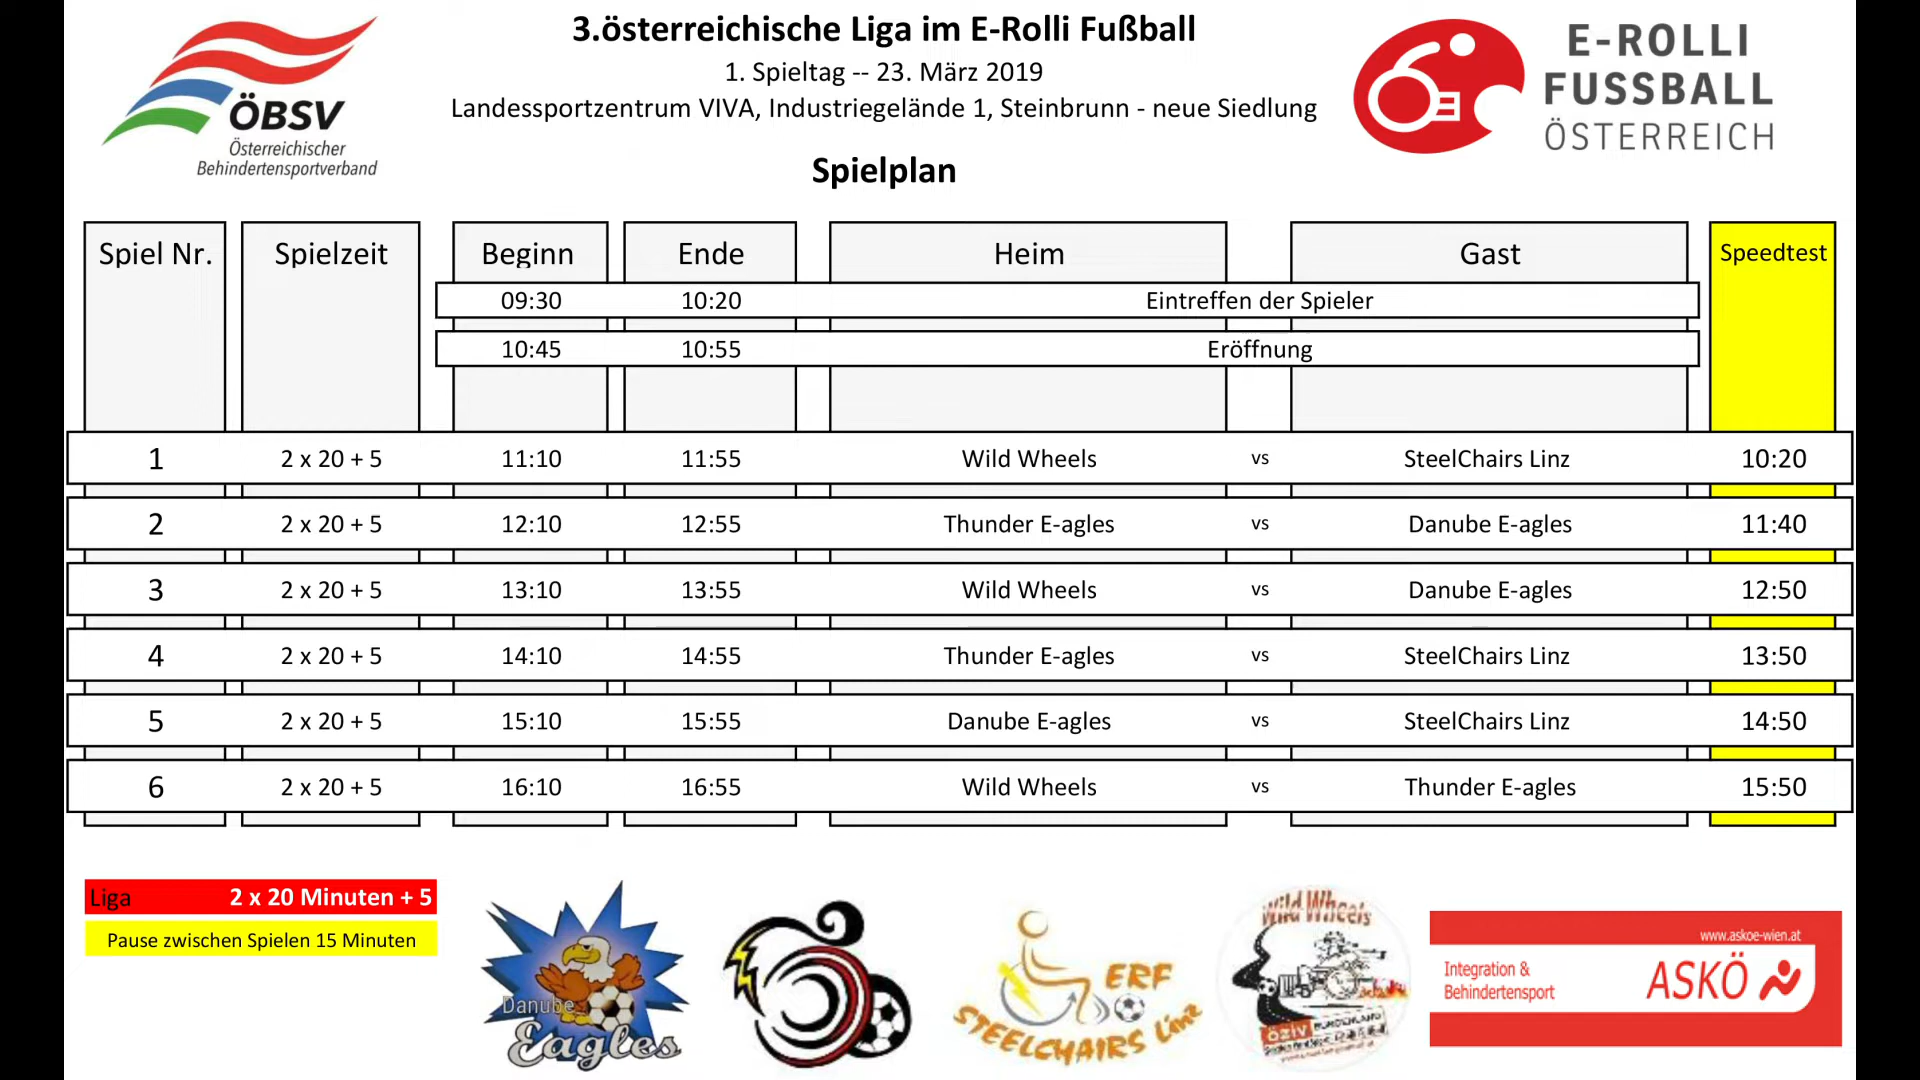 3.österreichische Liga im E-Rolli Fußball
1. Spieltag -- 23. März 2019
Landessportzentrum VIVA, Industriegelände 1, Steinbrunn - neue Siedlung
Spielplan
ÖBSV
Österreichischer
Behindertensportverband
E-ROLLI
FUSSBALL
ÖSTERREICH
Spiel Nr. Spielzeit Beginn Ende Heim Gast Speedtest
09:30 10:20 Eintreffen der Spieler
10:45 10:55 Eröffnung
1 2 x 20 + 5 11:10 11:55 Wild Wheels vs SteelChairs Linz 10:20
2 2 x 20 + 5 12:10 12:55 Thunder E-agles vs Danube E-agles 11:40
3 2 x 20 + 5 13:10 13:55 Wild Wheels vs Danube E-agles 12:50
4 2 x 20 + 5 14:10 14:55 Thunder E-agles vs SteelChairs Linz 13:50
5 2 x 20 + 5 15:10 15:55 Danube E-agles vs SteelChairs Linz 14:50
6 2 x 20 + 5 16:10 16:55 Wild Wheels vs Thunder E-agles 15:50
Liga 2 x 20 Minuten + 5
Pause zwischen Spielen 15 Minuten
Danube
Eagles
ERF
STEELCHAIRS Linz
Wild Wheels
öziv BURGENLAND
www.askoe-wien.at
Integration &
Behindertensport
ASKÖ